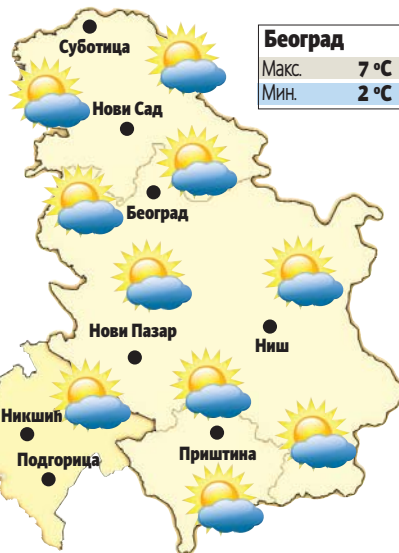 Суботица
Београд
Макс. 7 °C
Мин. 2 °C
Нови Сад
Београд
Нови Пазар
Ниш
Никшић
Приштина
Подгорица